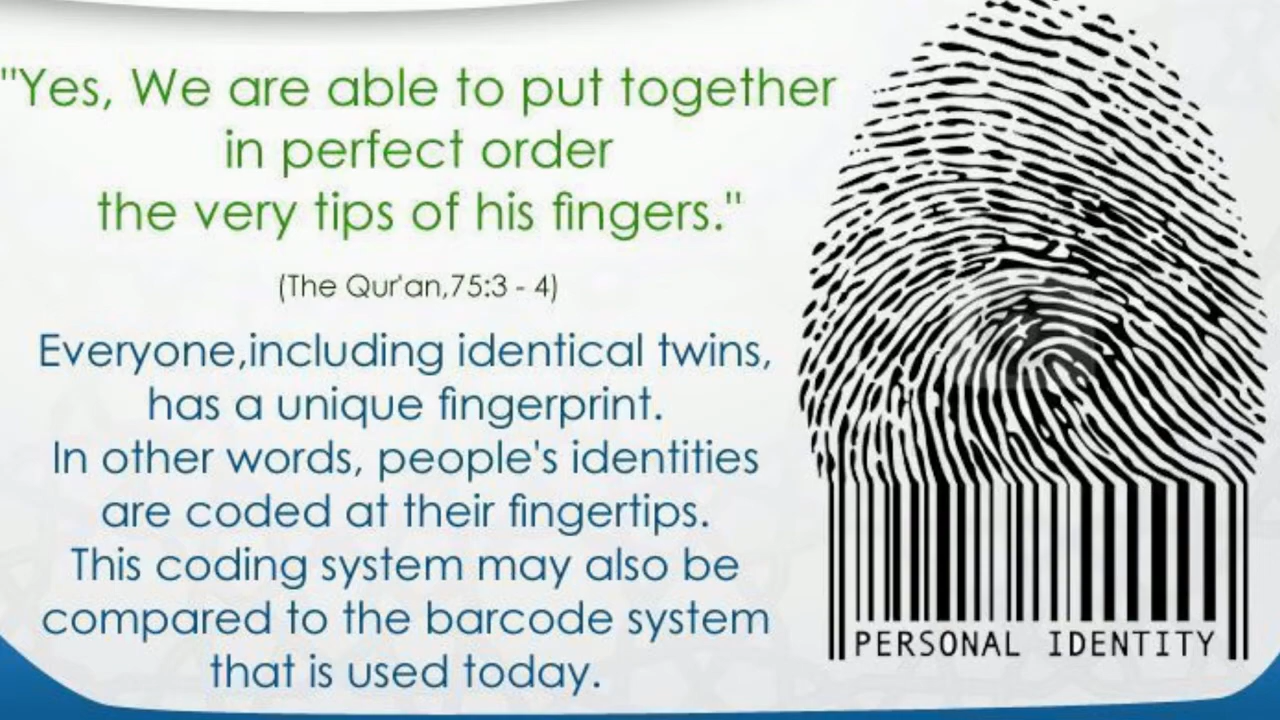 "Yes, We are able to put together
in perfect order
the very tips of his fingers."
(The Qur'an,75:3 - 4)
Everyone,including identical twins,
has a unique fingerprint.
In other words, people's identities
are coded at their fingertips.
This coding system may also be
compared to the barcode system
that is used today.
PERSONAL IDENTITY